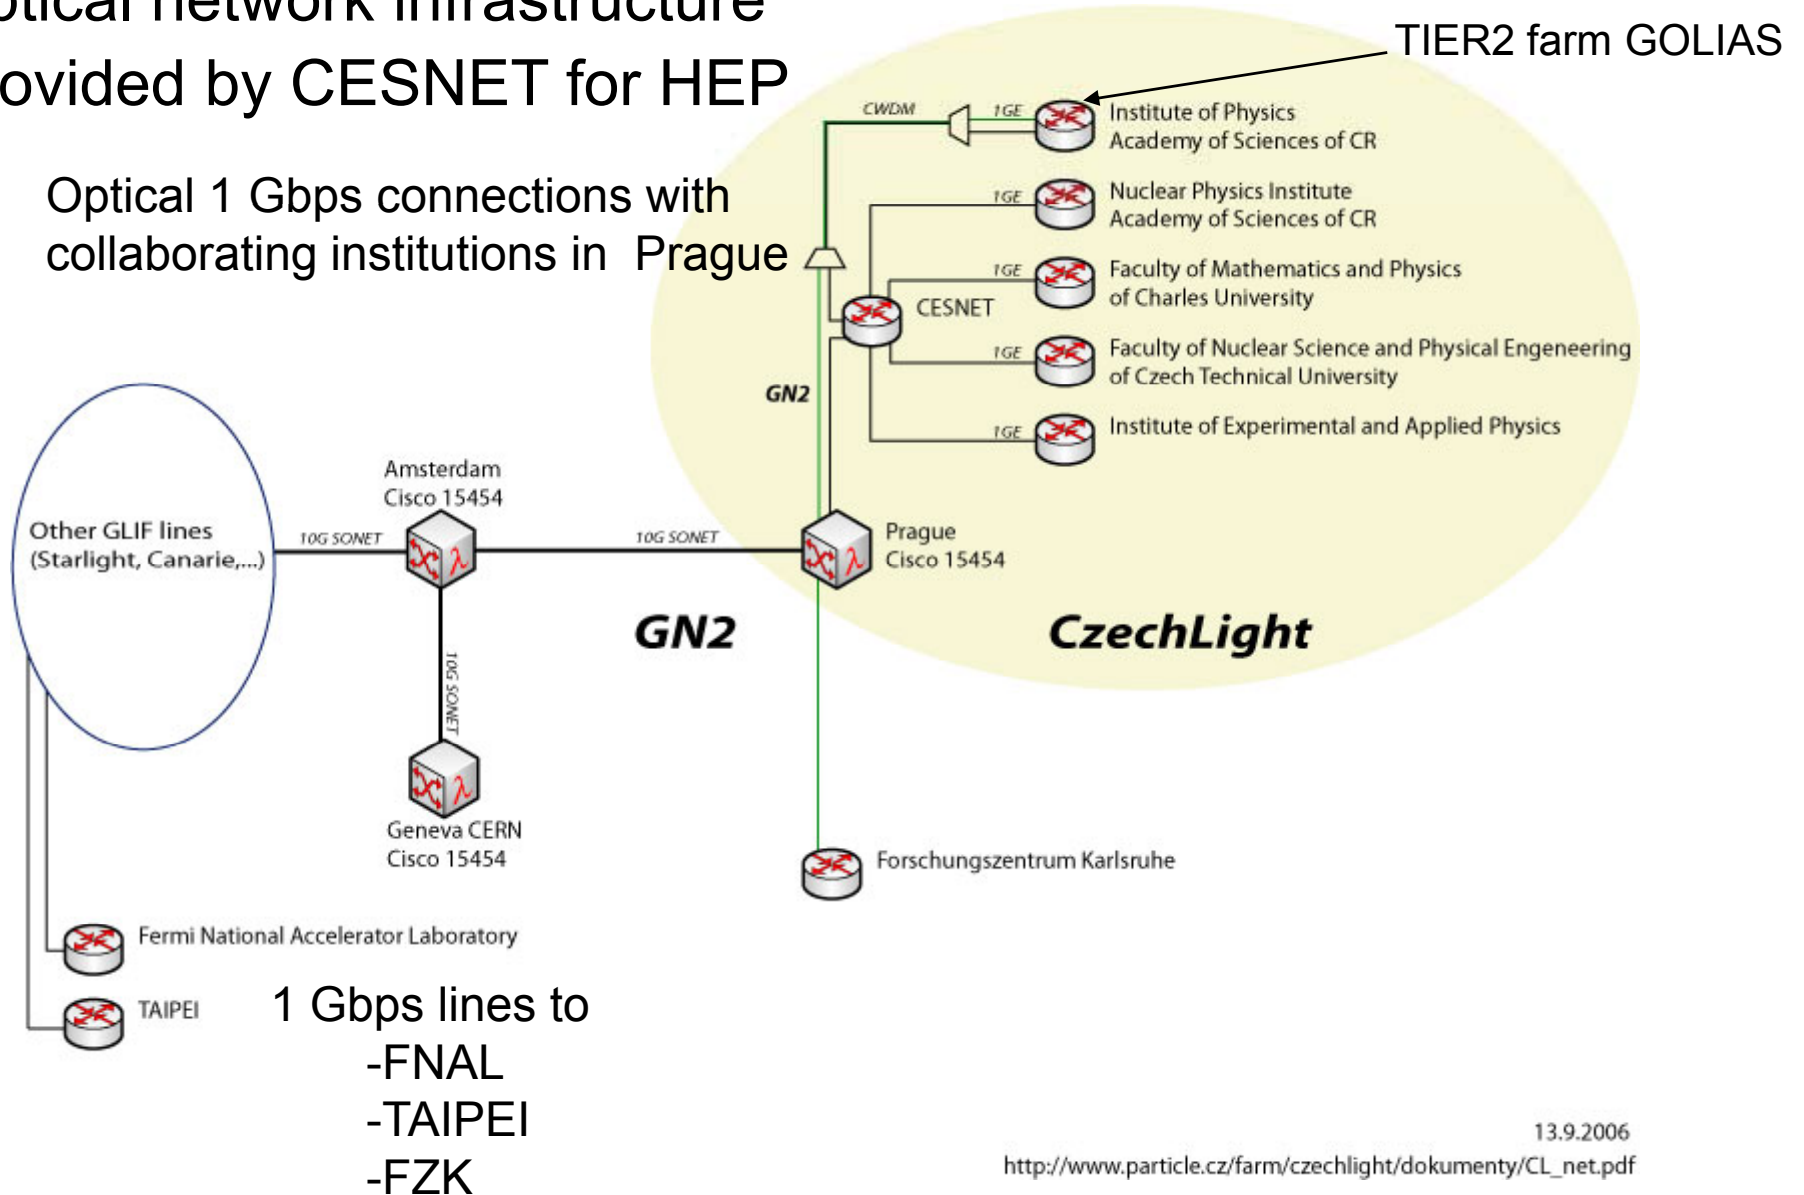 ptical network infrastructure
ovided by CESNET for HEP
TIER2 farm GOLIAS
Optical 1 Gbps connections with
collaborating institutions in Prague
CWDM
1GE
Institute of Physics
Academy of Sciences of CR
1GE
Nuclear Physics Institute
Academy of Sciences of CR
1GE
Faculty of Mathematics and Physics
of Charles University
CESNET
1GE
Faculty of Nuclear Science and Physical Engeneering
of Czech Technical University
GN2
1GE
Institute of Experimental and Applied Physics
Amsterdam
Cisco 15454
Other GLIF lines
(Starlight, Canarie,...)
10G SONET
10G SONET
λ
λ
Prague
Cisco 15454
GN2
CzechLight
10G SONET
λ
Geneva CERN
Cisco 15454
Forschungszentrum Karlsruhe
Fermi National Accelerator Laboratory
TAIPEI
1 Gbps lines to
-FNAL
-TAIPEI
-FZK
13.9.2006
http://www.particle.cz/farm/czechlight/dokumenty/CL_net.pdf